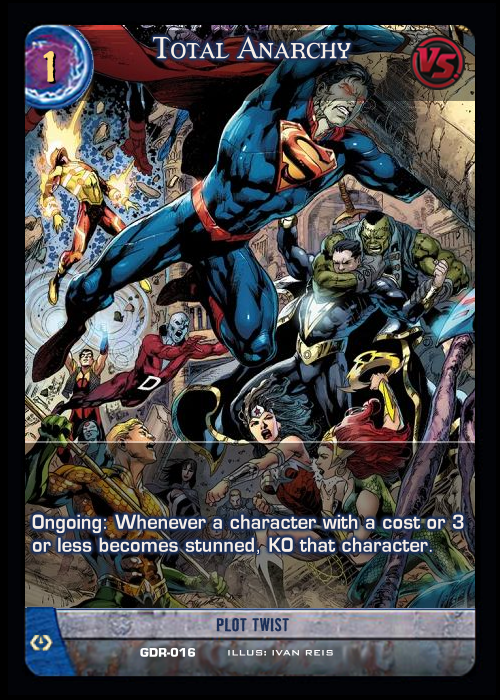 1
TOTAL ANARCHY
VS
S
D
Ongoing: Whenever a character with a cost or 3
or less becomes stunned, KO that character.
PLOT TWIST
GDR-016 ILLUS: IVAN REIS